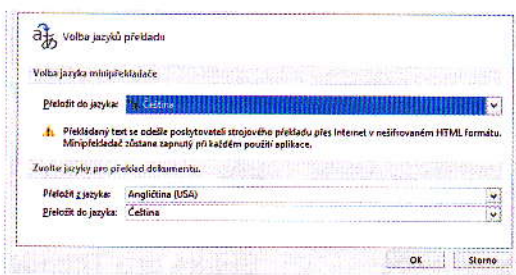 Volba jazyků překladu
Volba jazyka minipřekladače
Přeložit do jazyka: Čeština
Překládaný text se odešle poskytovateli strojového překladu přes Internet v nešifrovaném HTML formátu.
Minipřekladač zůstane zapnutý při každém použití aplikace.
Zvolte jazyky pro překlad dokumentu.
Přeložit z jazyka: Angličtina (USA)
Přeložit do jazyka: Čeština
OK Storno